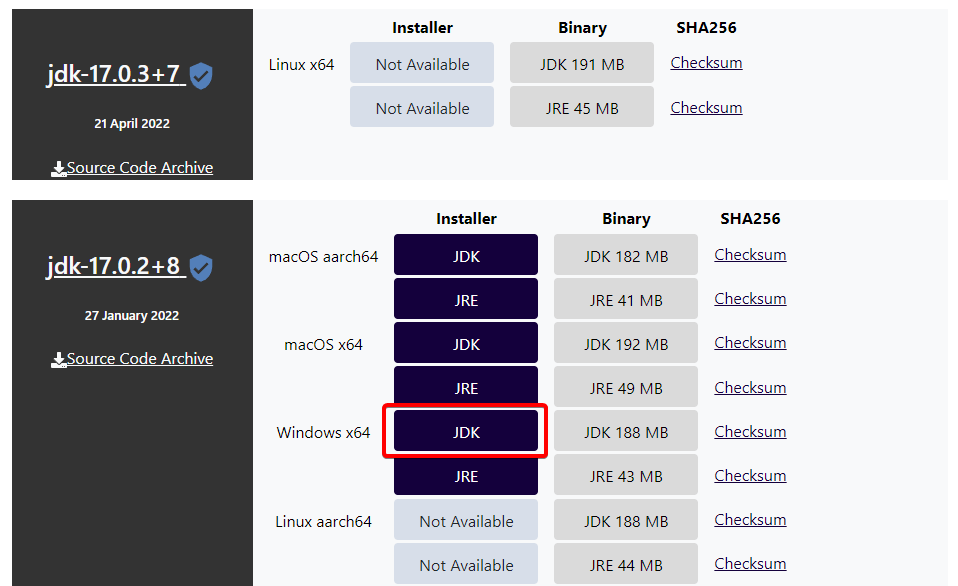 Installer Binary SHA256
jdk-17.0.3+7
21 April 2022
Source Code Archive
Linux x64 Not Available JDK 191 MB Checksum
Not Available JRE 45 MB Checksum
Installer Binary SHA256
jdk-17.0.2+8
27 January 2022
Source Code Archive
macOS aarch64 JDK JDK 182 MB Checksum
JRE JRE 41 MB Checksum
macOS x64 JDK JDK 192 MB Checksum
JRE JRE 49 MB Checksum
Windows x64 JDK JDK 188 MB Checksum
JRE JRE 43 MB Checksum
Linux aarch64 Not Available JDK 188 MB Checksum
Not Available JRE 44 MB Checksum